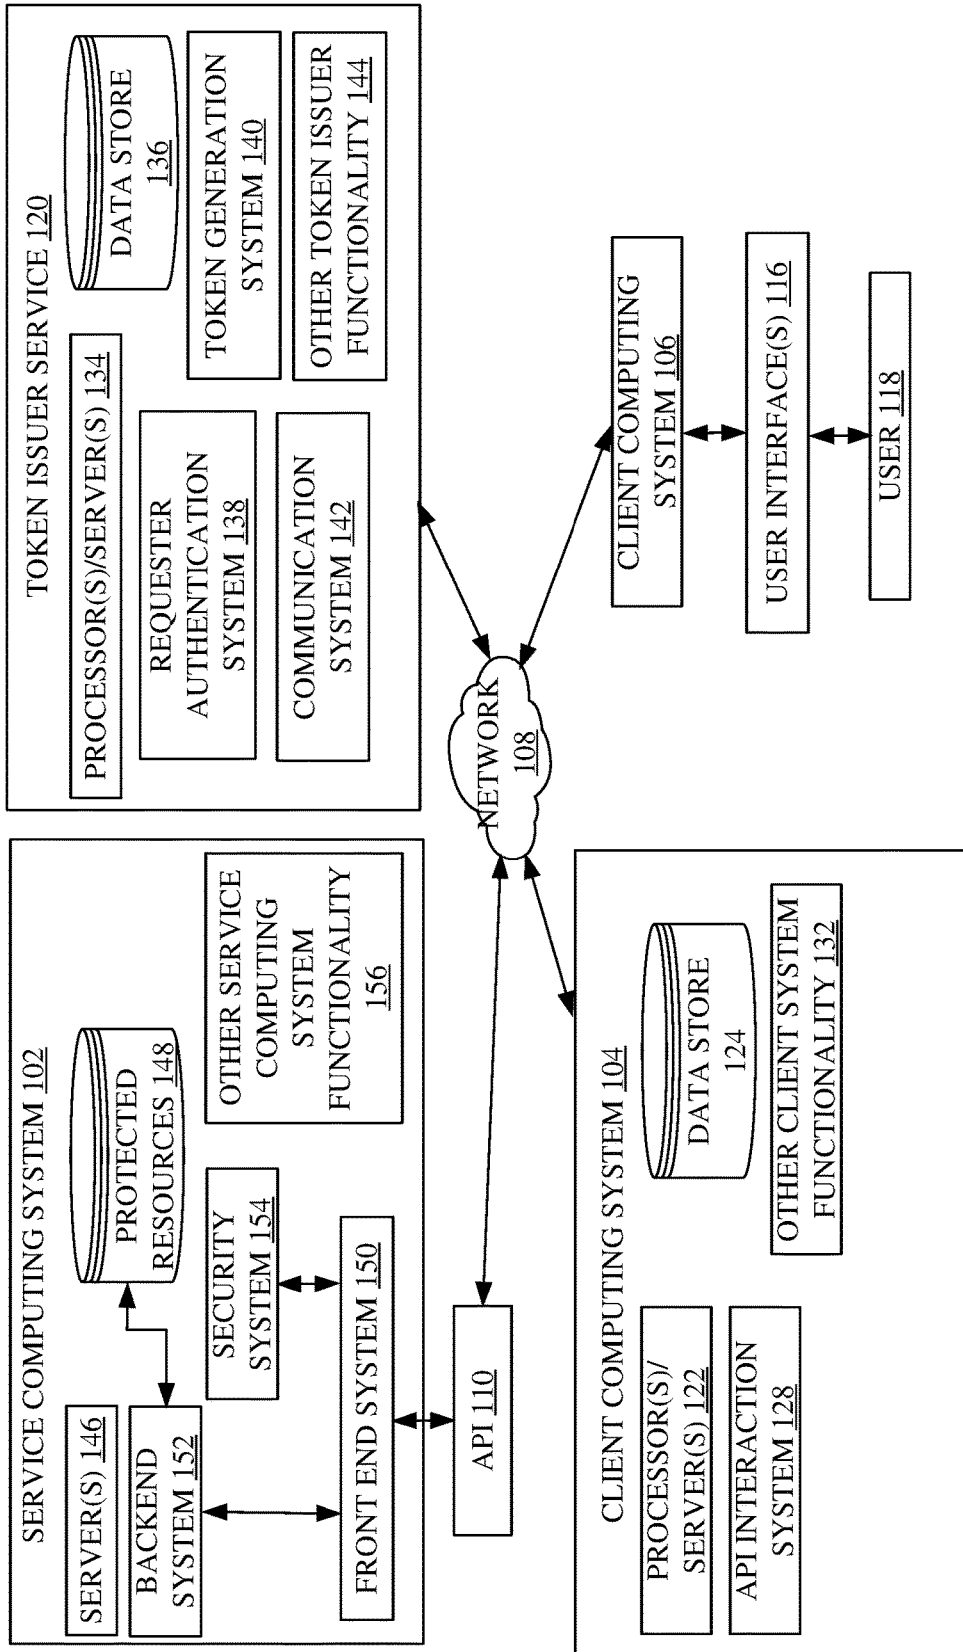 SERVICE COMPUTING SYSTEM 102
SERVER(S) 146
BACKEND
SYSTEM 152
PROTECTED
RESOURCES 148
SECURITY
SYSTEM 154
OTHER SERVICE
COMPUTING
SYSTEM
FUNCTIONALITY
156
FRONT END SYSTEM 150
API 110
TOKEN ISSUER SERVICE 120
PROCESSOR(S)/SERVER(S) 134
DATA STORE
136
REQUESTER
AUTHENTICATION
SYSTEM 138
TOKEN GENERATION
SYSTEM 140
COMMUNICATION
SYSTEM 142
OTHER TOKEN ISSUER
FUNCTIONALITY 144
NETWORK
108
CLIENT COMPUTING SYSTEM 104
PROCESSOR(S)/
SERVER(S) 122
DATA STORE
124
API INTERACTION
SYSTEM 128
OTHER CLIENT SYSTEM
FUNCTIONALITY 132
CLIENT COMPUTING
SYSTEM 106
USER INTERFACE(S) 116
USER 118